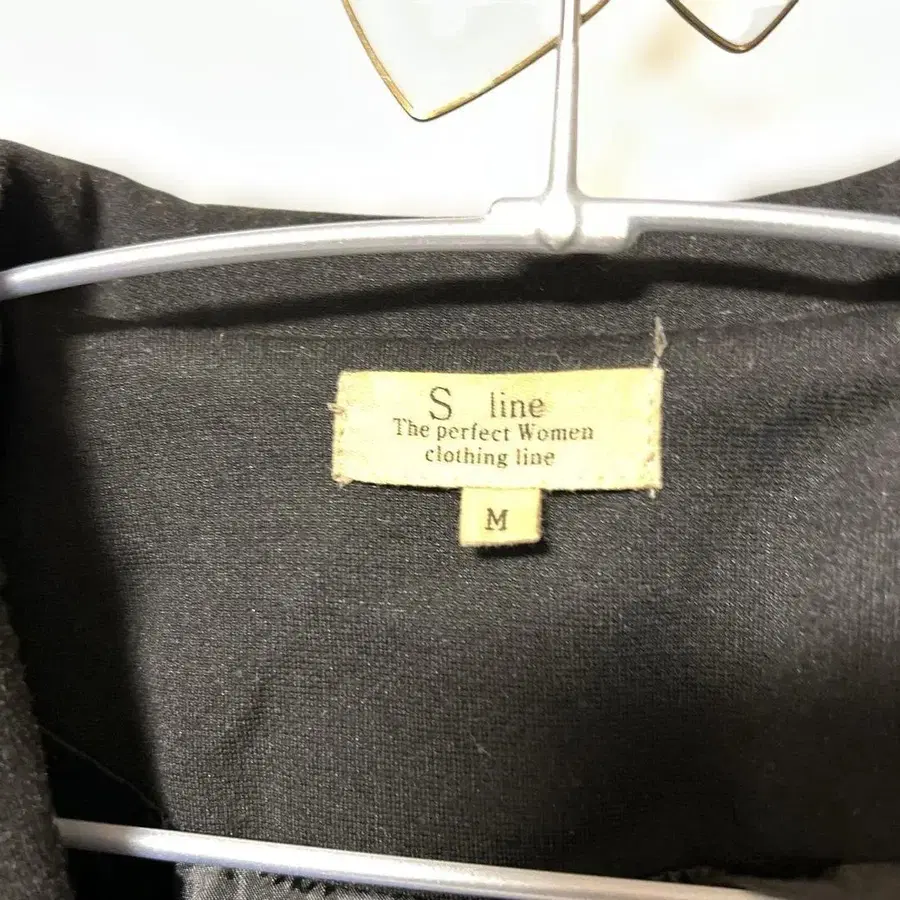 S line
The perfect Women
clothing line
M